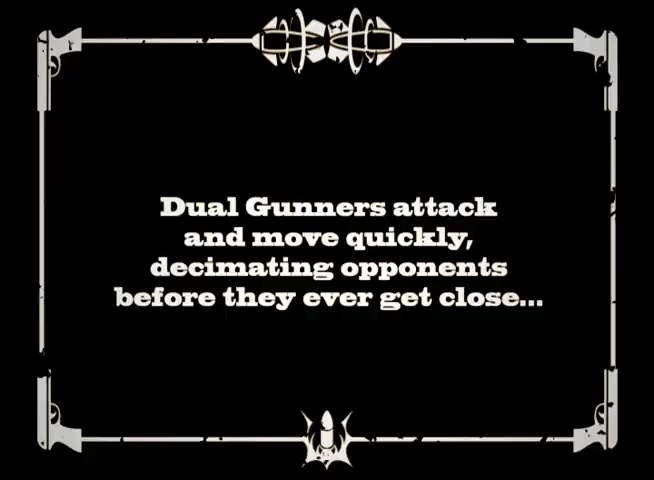 Dual Gunners attack
and move quickly,
decimating opponents
before they ever get close...